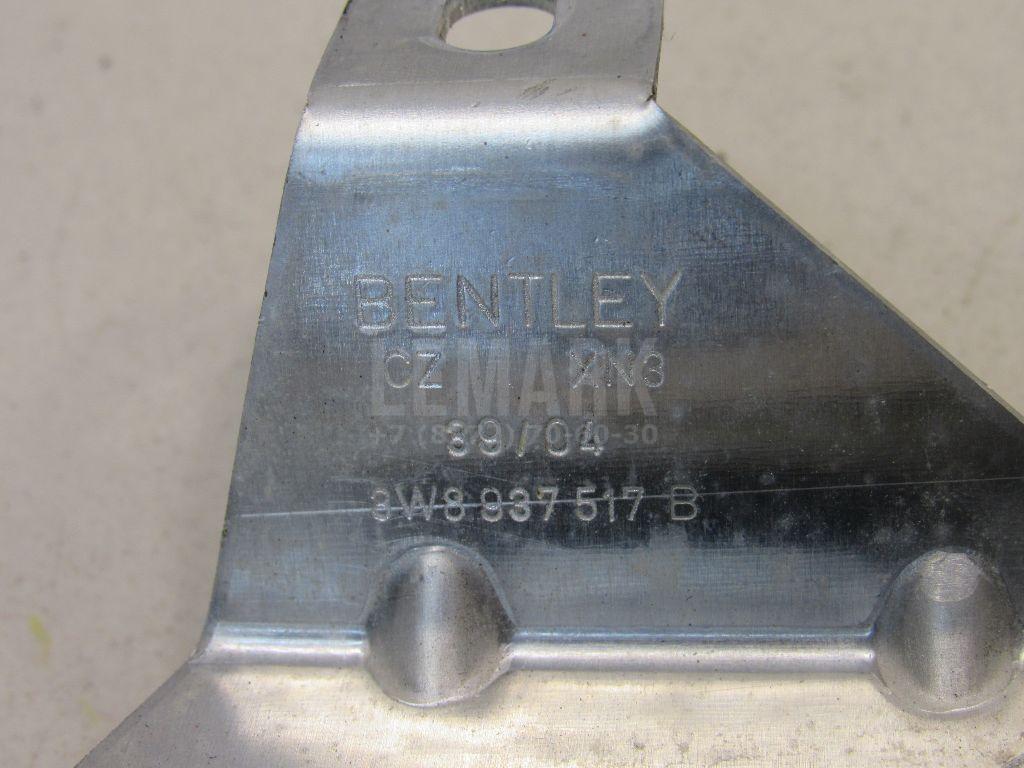 BENTLEY
CZ XN3
LEMARK
39/04
3W8 937 517 B